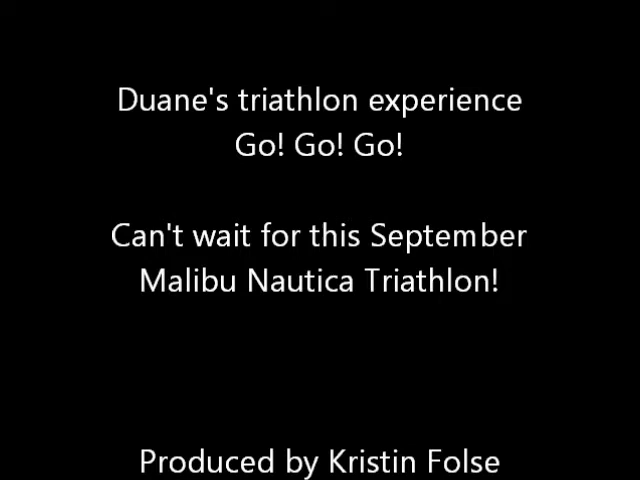 Duane's triathlon experience
Go! Go! Go!
Can't wait for this September
Malibu Nautica Triathlon!
Produced by Kristin Folse